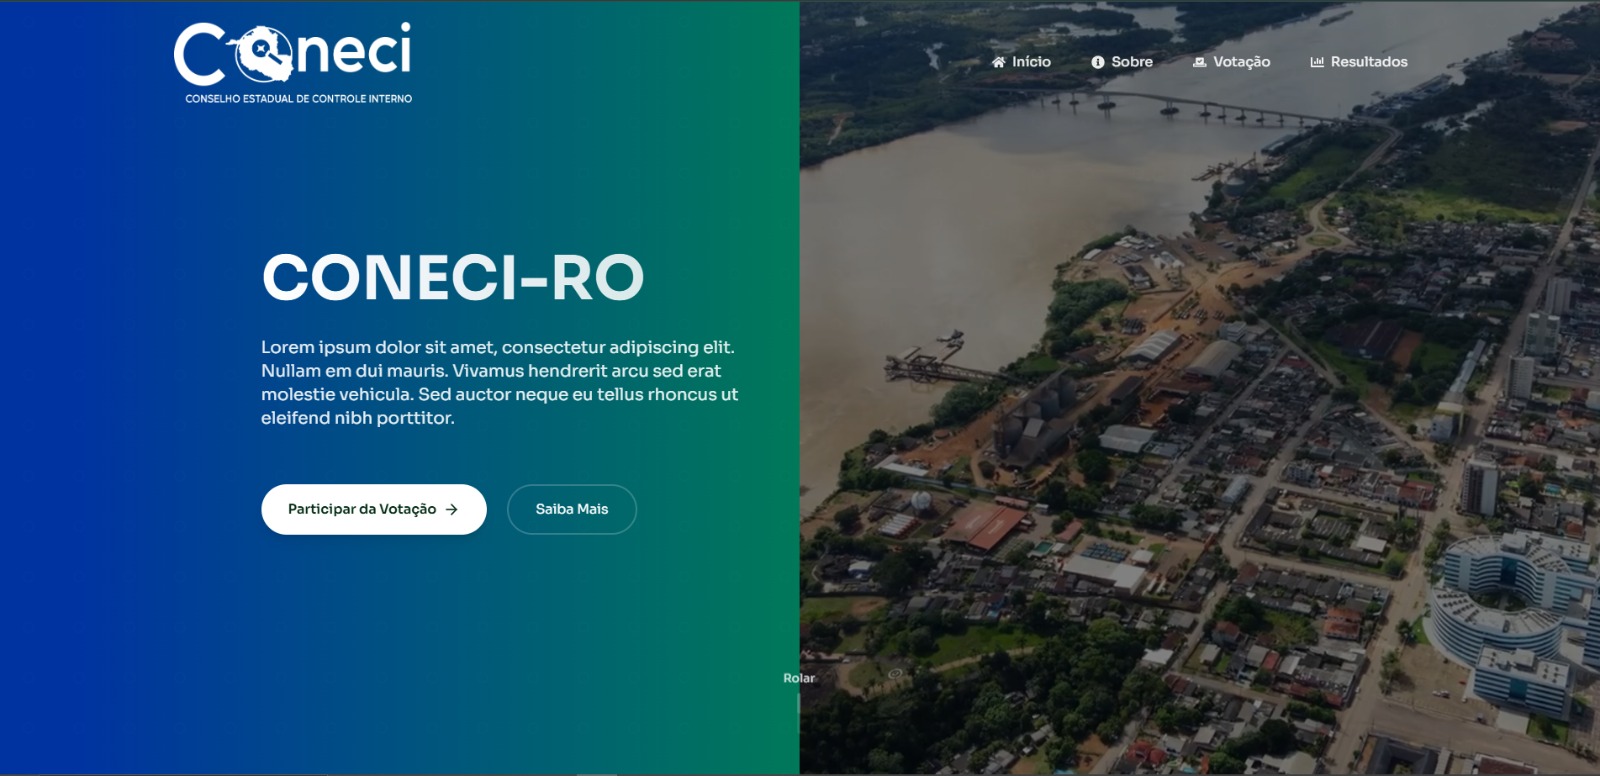 Coneci
CONSELHO ESTADUAL DE CONTROLE INTERNO
Início
Sobre
Votação
Resultados
CONECI-RO
Lorem ipsum dolor sit amet, consectetur adipiscing elit.
Nullam em dui mauris. Vivamus hendrerit arcu sed erat
molestie vehicula. Sed auctor neque eu tellus rhoncus ut
eleifend nibh porttitor.
Participar da Votação →
Saiba Mais
Rolar